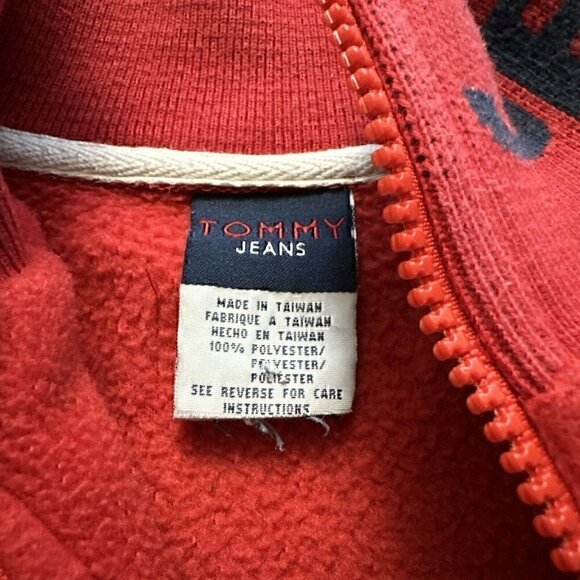 TOMMY
JEANS
MADE IN TAIWAN
FABRIQUE A TAIWAN
HECHO EN TAIWAN
100% POLYESTER/
POLYESTER/
POLIESTER
SEE REVERSE FOR CARE
INSTRUCTIONS